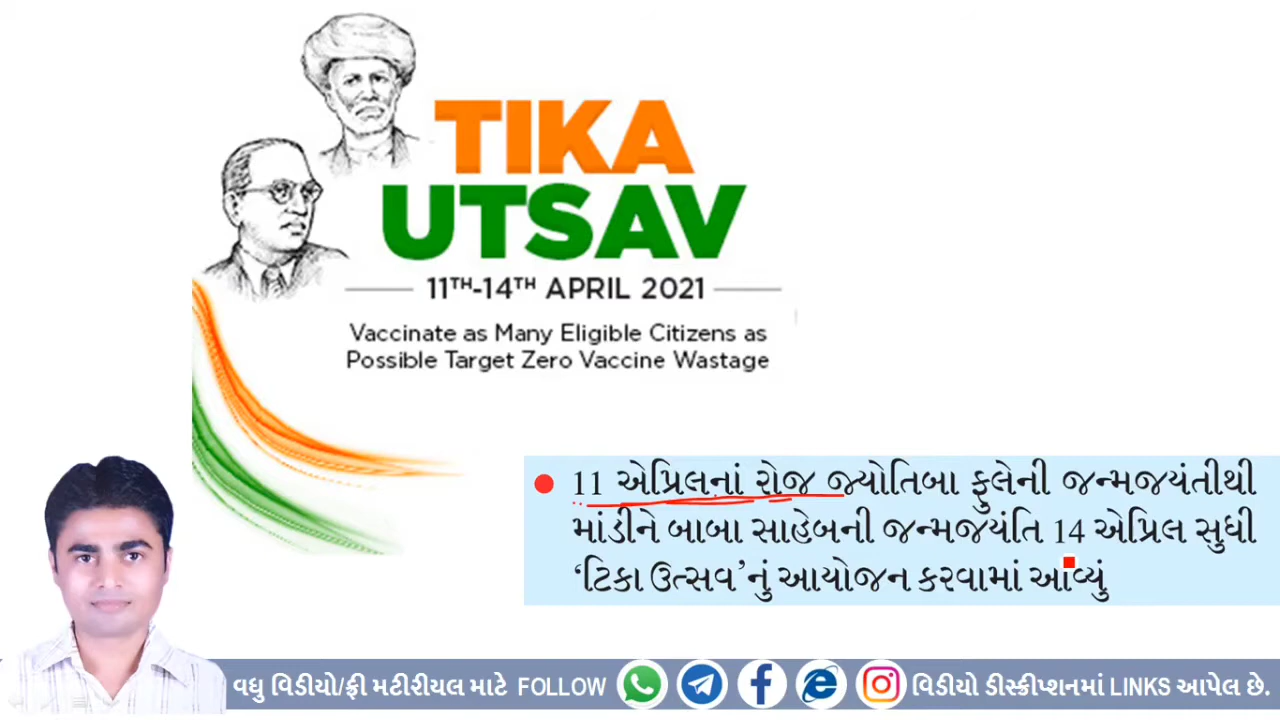 TIKA
UTSAV
11TH-14TH APRIL 2021
Vaccinate as Many Eligible Citizens as
Possible Target Zero Vaccine Wastage
11 એપ્રિલનાં રોજ જ્યોતિબા ફુલેની જન્મજયંતીથી
માંડીને બાબા સાહેબની જન્મજયંતિ 14 એપ્રિલ સુધી
‘ટિકા ઉત્સવ’નું આયોજન કરવામાં આવ્યું
વધુ વિડીયો/ફ્રી મટીરીયલ માટે FOLLOW વિડીયો ડીસ્ક્રીપ્શનમાં LINKS આપેલ છે.